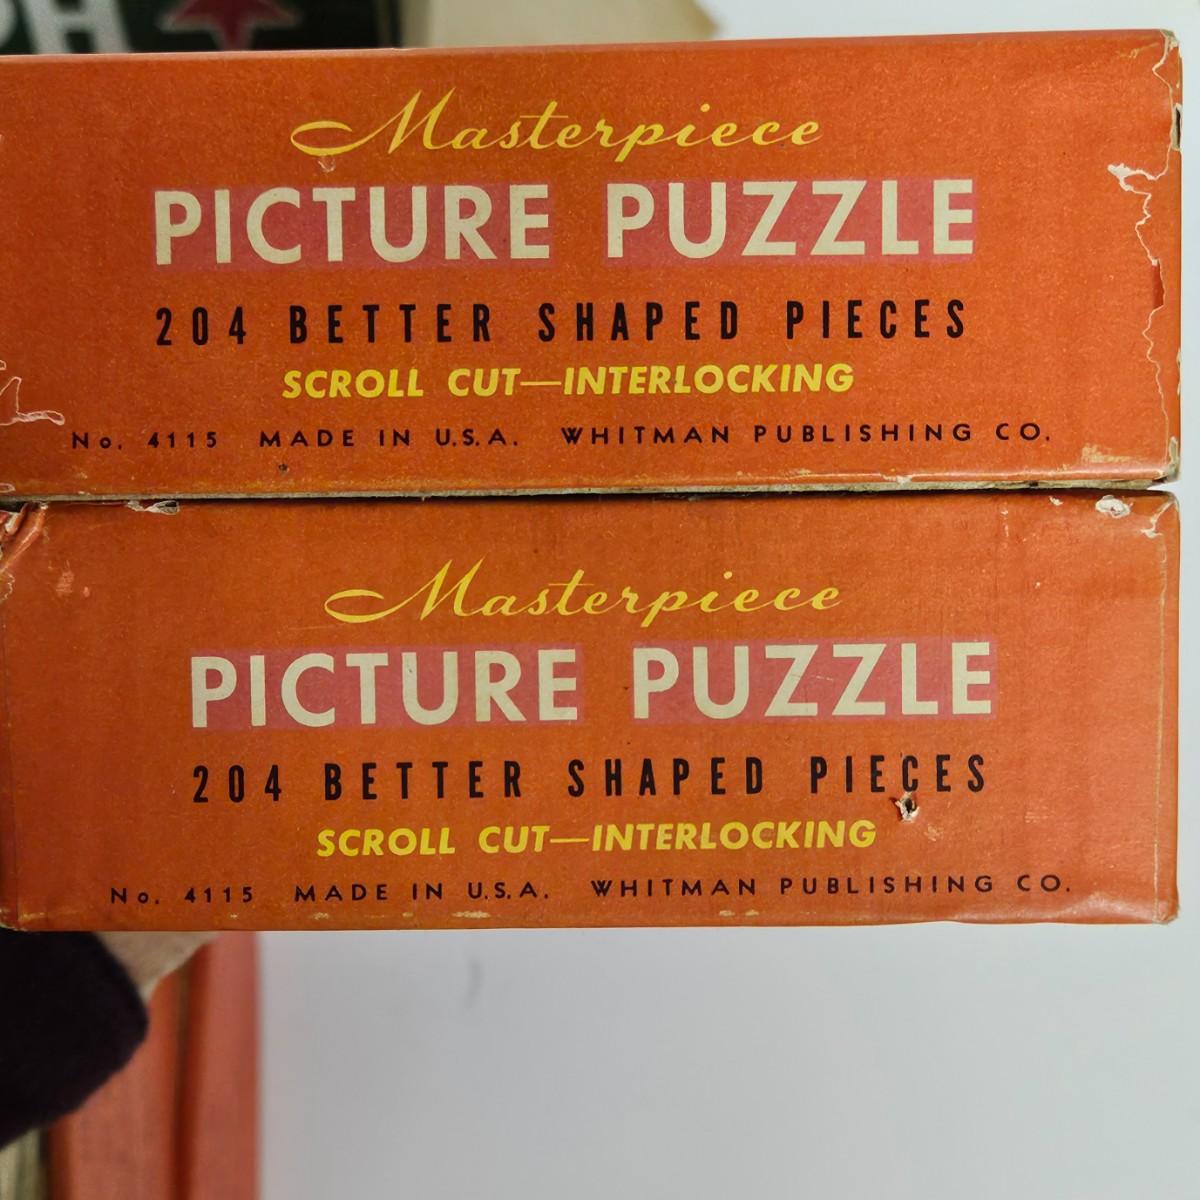 PH
Masterpiece
PICTURE PUZZLE
204 BETTER SHAPED PIECES
SCROLL CUT—INTERLOCKING
No. 4115 MADE IN U.S.A. WHITMAN PUBLISHING CO.
Masterpiece
PICTURE PUZZLE
204 BETTER SHAPED PIECES
SCROLL CUT—INTERLOCKING
No. 4115 MADE IN U.S.A. WHITMAN PUBLISHING CO.